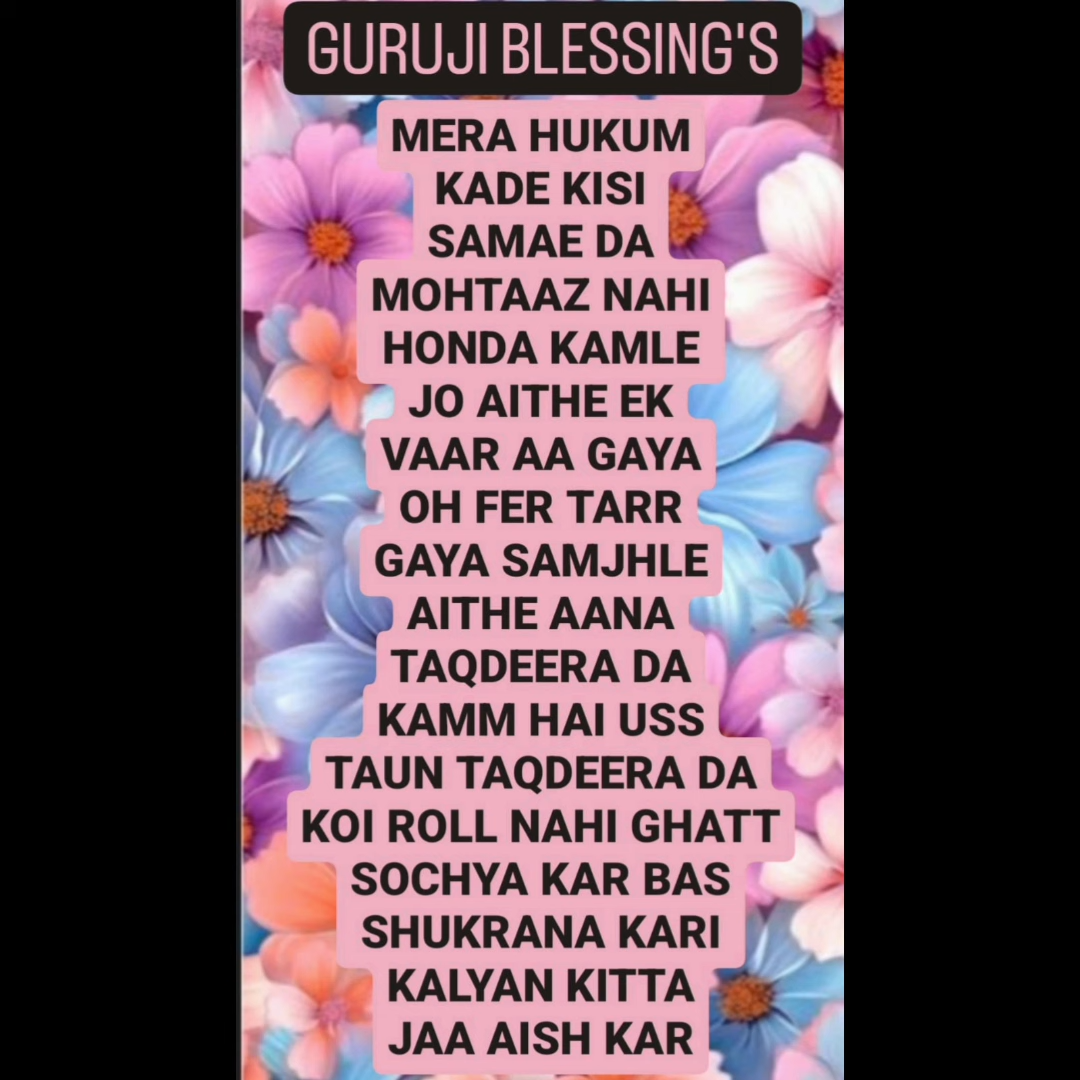 GURUJI BLESSING'S
MERA HUKUM
KADE KISI
SAMAE DA
MOHTAAZ NAHI
HONDA KAMLE
JO AITHE EK
VAAR AA GAYA
OH FER TARR
GAYA SAMJHLE
AITHE AANA
TAQDEERA DA
KAMM HAI USS
TAUN TAQDEERA DA
KOI ROLL NAHI GHATT
SOCHYA KAR BAS
SHUKRANA KARI
KALYAN KITTA
JAA AISH KAR